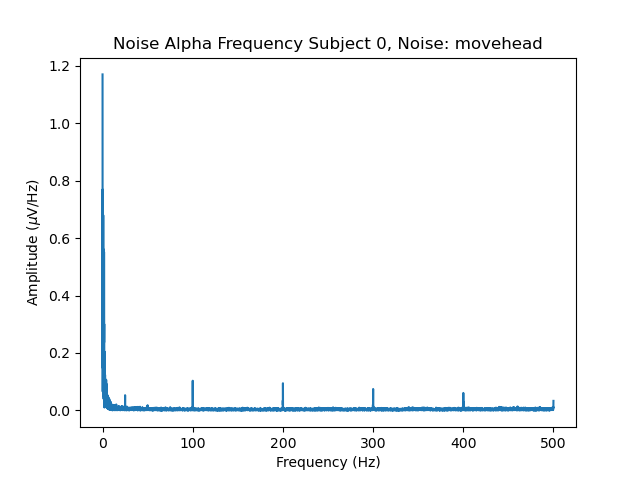 Noise Alpha Frequency Subject 0, Noise: movehead
Amplitude (μV/Hz)
1.2
1.0
0.8
0.6
0.4
0.2
0.0
0 100 200 300 400 500
Frequency (Hz)